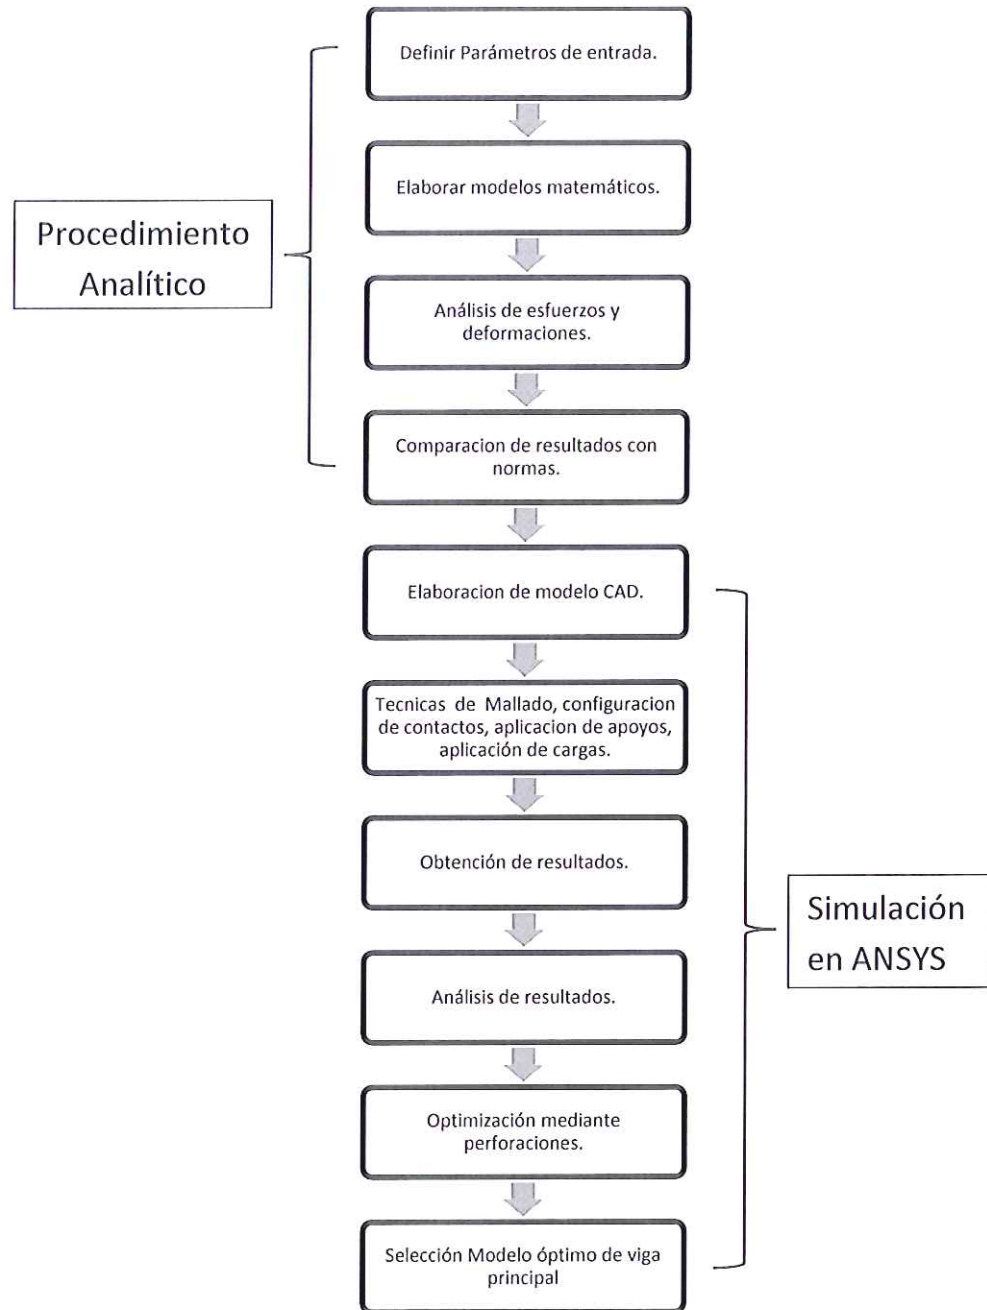 Definir Parámetros de entrada.
Elaborar modelos matemáticos.
Procedimiento
Analítico
Análisis de esfuerzos y
deformaciones.
Comparacion de resultados con
normas.
Elaboracion de modelo CAD.
Tecnicas de Mallado, configuracion
de contactos, aplicacion de apoyos,
aplicación de cargas.
Obtención de resultados.
Simulación
en ANSYS
Análisis de resultados.
Optimización mediante
perforaciones.
Selección Modelo óptimo de viga
principal